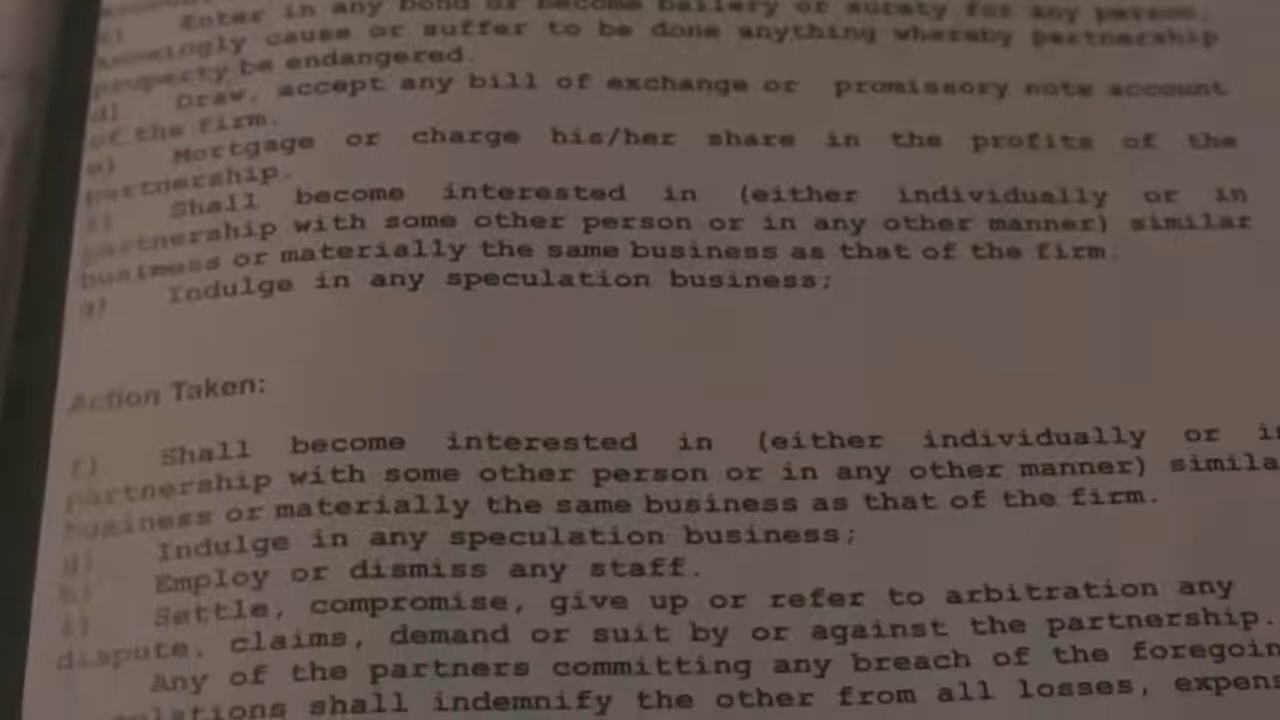 c) Enter in any bond or become bailery or surety for any person,
knowingly cause or suffer to be done anything whereby partnership
property be endangered.
d) Draw, accept any bill of exchange or promissory note account
of the firm.
e) Mortgage or charge his/her share in the profits of the
partnership.
f) Shall become interested in (either individually or in
partnership with some other person or in any other manner) similar
business or materially the same business as that of the firm.
g) Indulge in any speculation business;
Action Taken:
f) Shall become interested in (either individually or in
partnership with some other person or in any other manner) simila
business or materially the same business as that of the firm.
g) Indulge in any speculation business;
h) Employ or dismiss any staff.
i) Settle, compromise, give up or refer to arbitration any
dispute, claims, demand or suit by or against the partnership.
Any of the partners committing any breach of the foregoin
ulations shall indemnify the other from all losses, expens